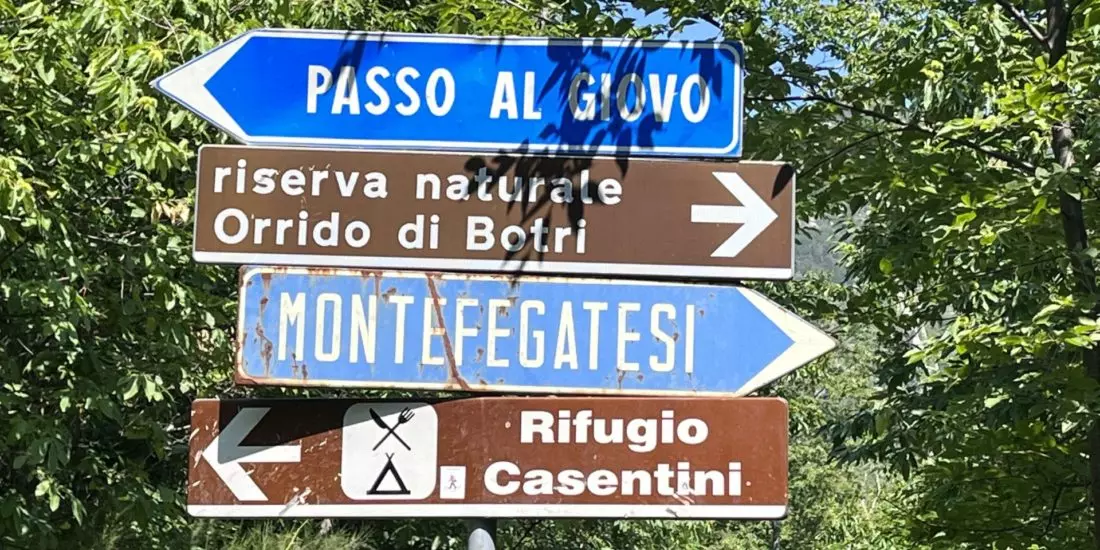 PASSO AL GIOVO
riserva naturale
Orrido di Botri
MONTEFEGATESI
Rifugio
Casentini